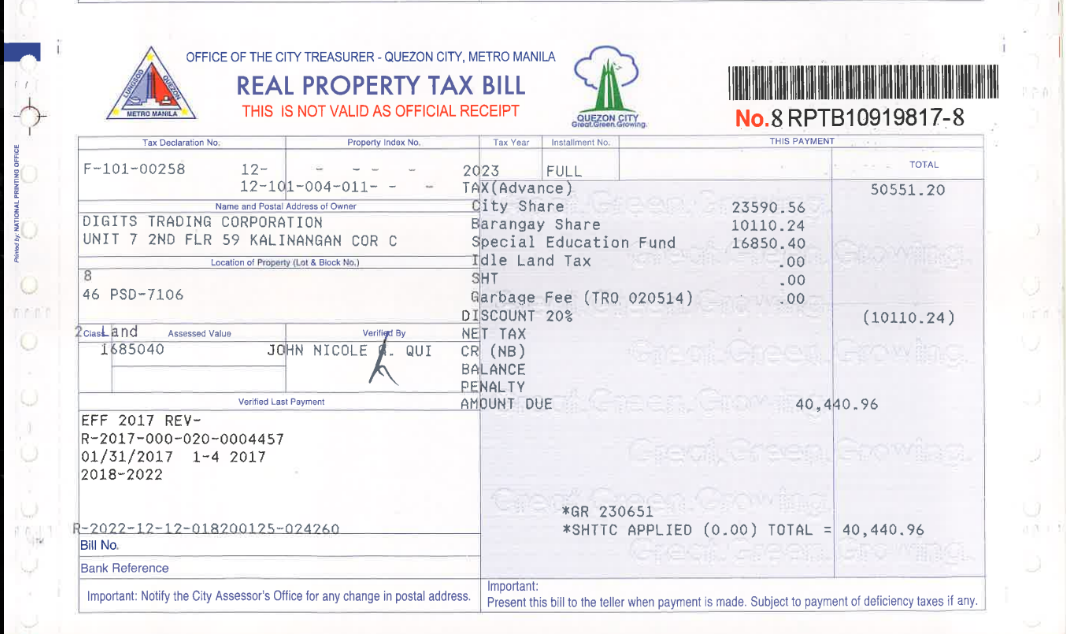 OFFICE OF THE CITY TREASURER - QUEZON CITY, METRO MANILA
REAL PROPERTY TAX BILL
THIS IS NOT VALID AS OFFICIAL RECEIPT
METRO MANILA
QUEZON CITY
Great.Green.Growing.
No.8 RPTB10919817-8
Printed by: NATIONAL PRINTING OFFICE
Tax Declaration No. Property Index No. Tax Year Installment No. THIS PAYMENT
F-101-00258 12- - - - - 2023 FULL TOTAL
12-101-004-011- - - TAX(Advance) 50551.20
Name and Postal Address of Owner City Share 23590.56
DIGITS TRADING CORPORATION Barangay Share 10110.24
UNIT 7 2ND FLR 59 KALINANGAN COR C Special Education Fund 16850.40
Location of Property (Lot & Block No.) Idle Land Tax .00
8 SHT .00
46 PSD-7106 Garbage Fee (TRO 020514) .00
DISCOUNT 20% (10110.24)
2 Class Land Assessed Value Verified By NET TAX
1685040 JOHN NICOLE QUI CR (NB)
BALANCE
PENALTY
Verified Last Payment AMOUNT DUE 40,440.96
EFF 2017 REV-
R-2017-000-020-0004457
01/31/2017 1-4 2017
2018-2022
*GR 230651
R-2022-12-12-018200125-024260 *SHTTC APPLIED (0.00) TOTAL = 40,440.96
Bill No.
Bank Reference
Important: Notify the City Assessor's Office for any change in postal address.
Important:
Present this bill to the teller when payment is made. Subject to payment of deficiency taxes if any.